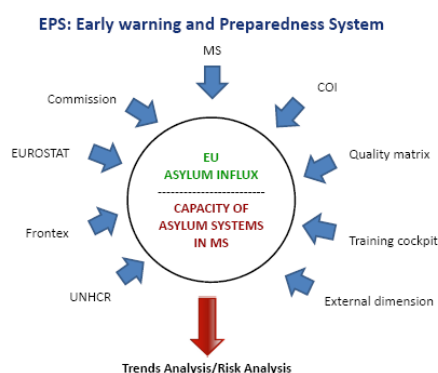 EPS: Early warning and Preparedness System
MS
Commission
COI
EUROSTAT
Quality matrix
EU
ASYLUM INFLUX
------------------------
CAPACITY OF
ASYLUM SYSTEMS
IN MS
Frontex
Training cockpit
UNHCR
External dimension
Trends Analysis/Risk Analysis